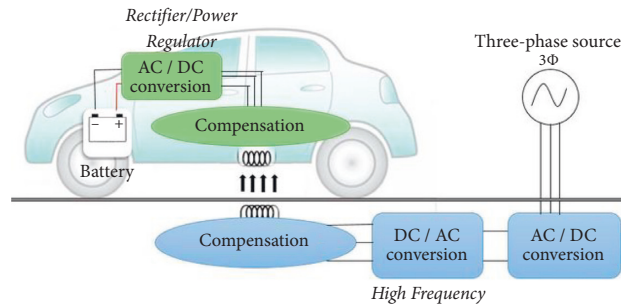 Rectifier/Power
Regulator
AC / DC
conversion
Three-phase source
3Φ
Compensation
− +
Battery
Compensation
DC / AC
conversion
AC / DC
conversion
High Frequency